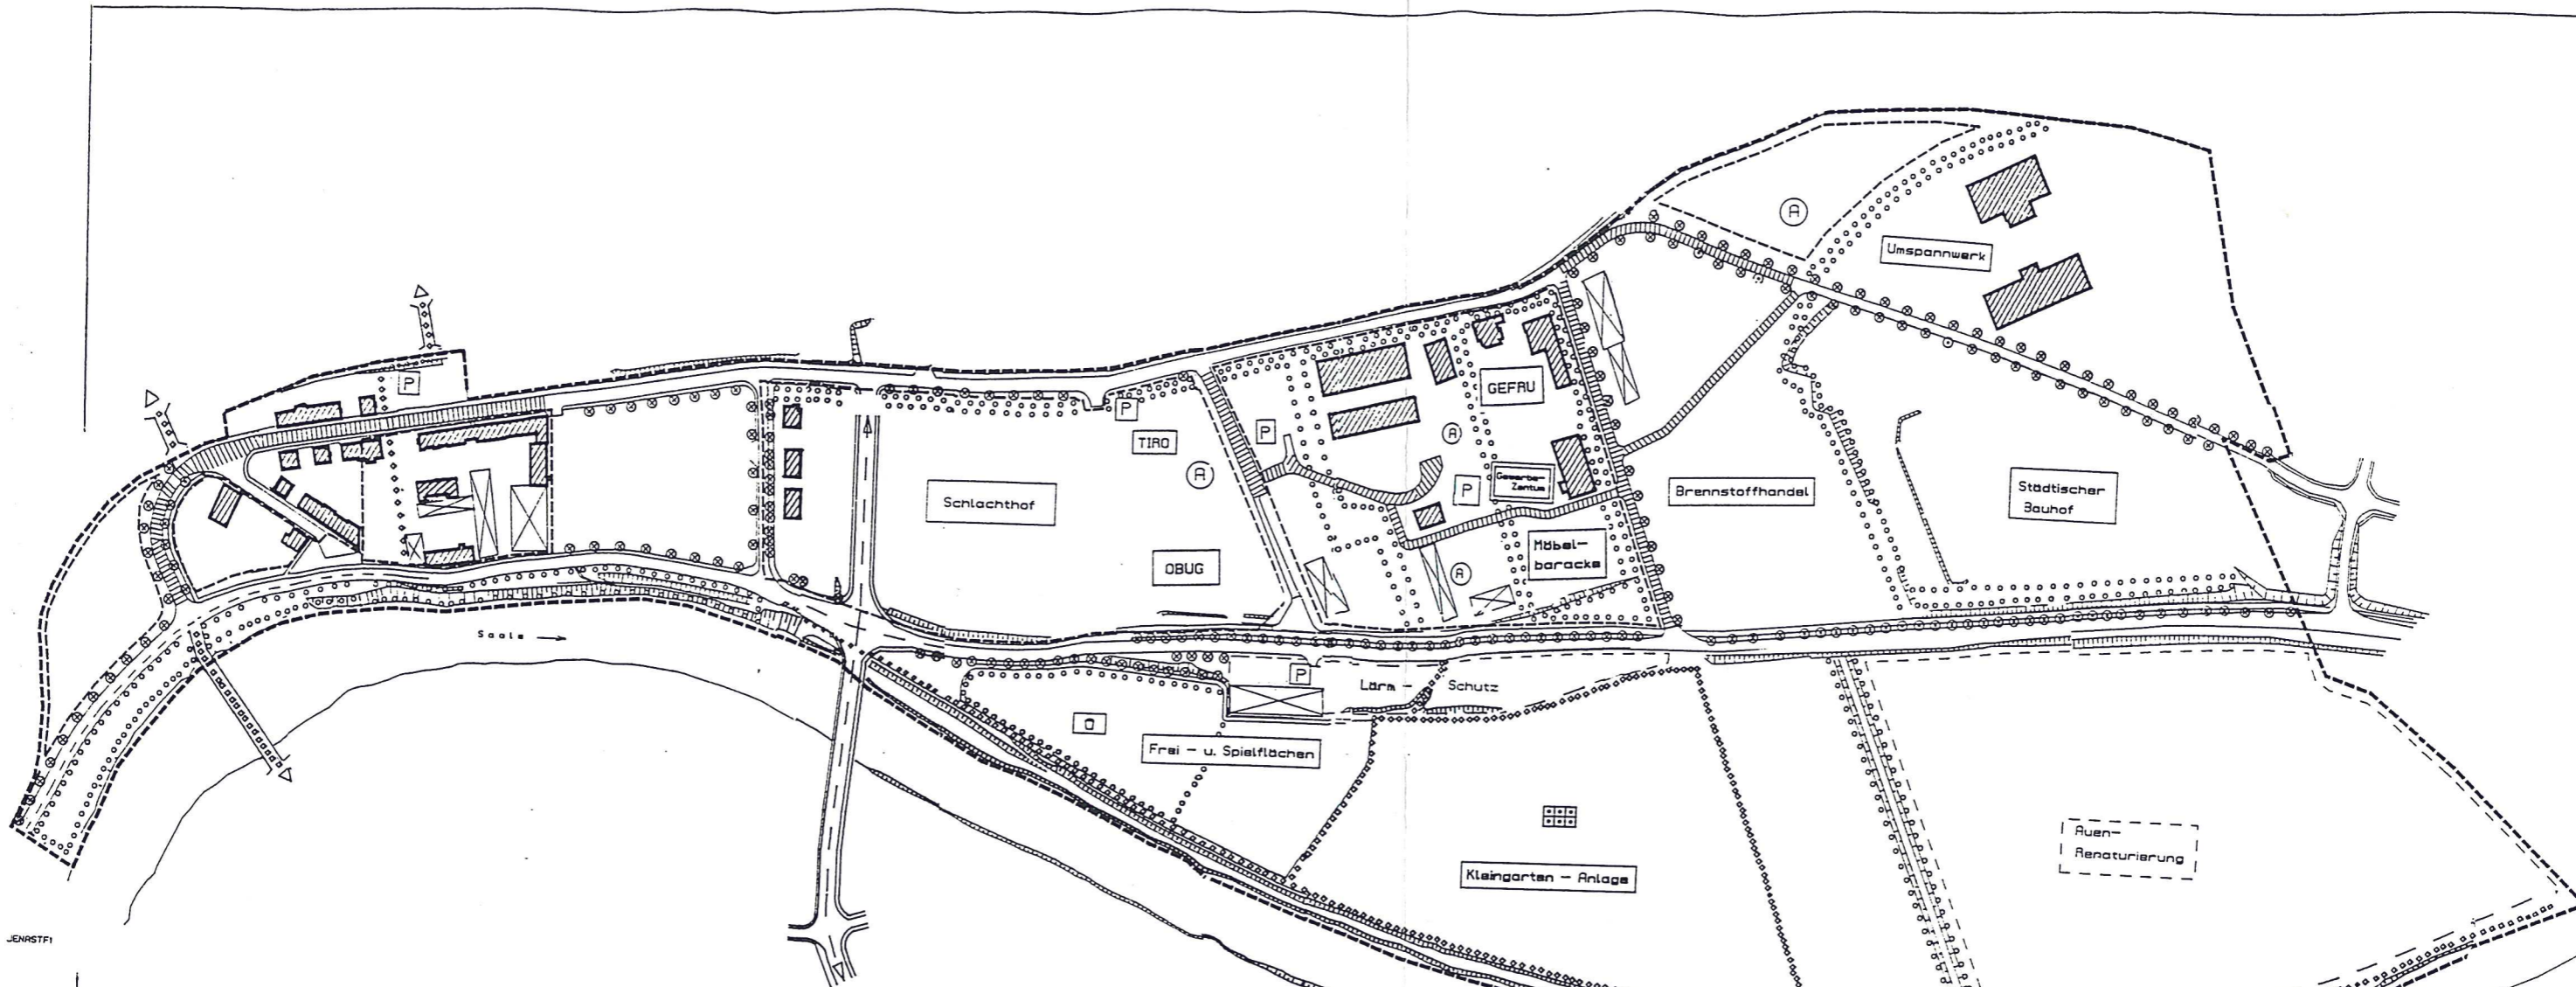 A
Umspannwerk
P
GEFRU
P
TIRO
P
A
A
P
Gewerbe-
Zentum
Schlachthof
Brennstoffhandel
Städtischer
Bauhof
Möbel-
baracke
OBUG
A
Saale
P
Lärm - Schutz
Frei - u. Spielflächen
Kleingarten - Anlage
Auen-
Renaturierung
JENASTF1